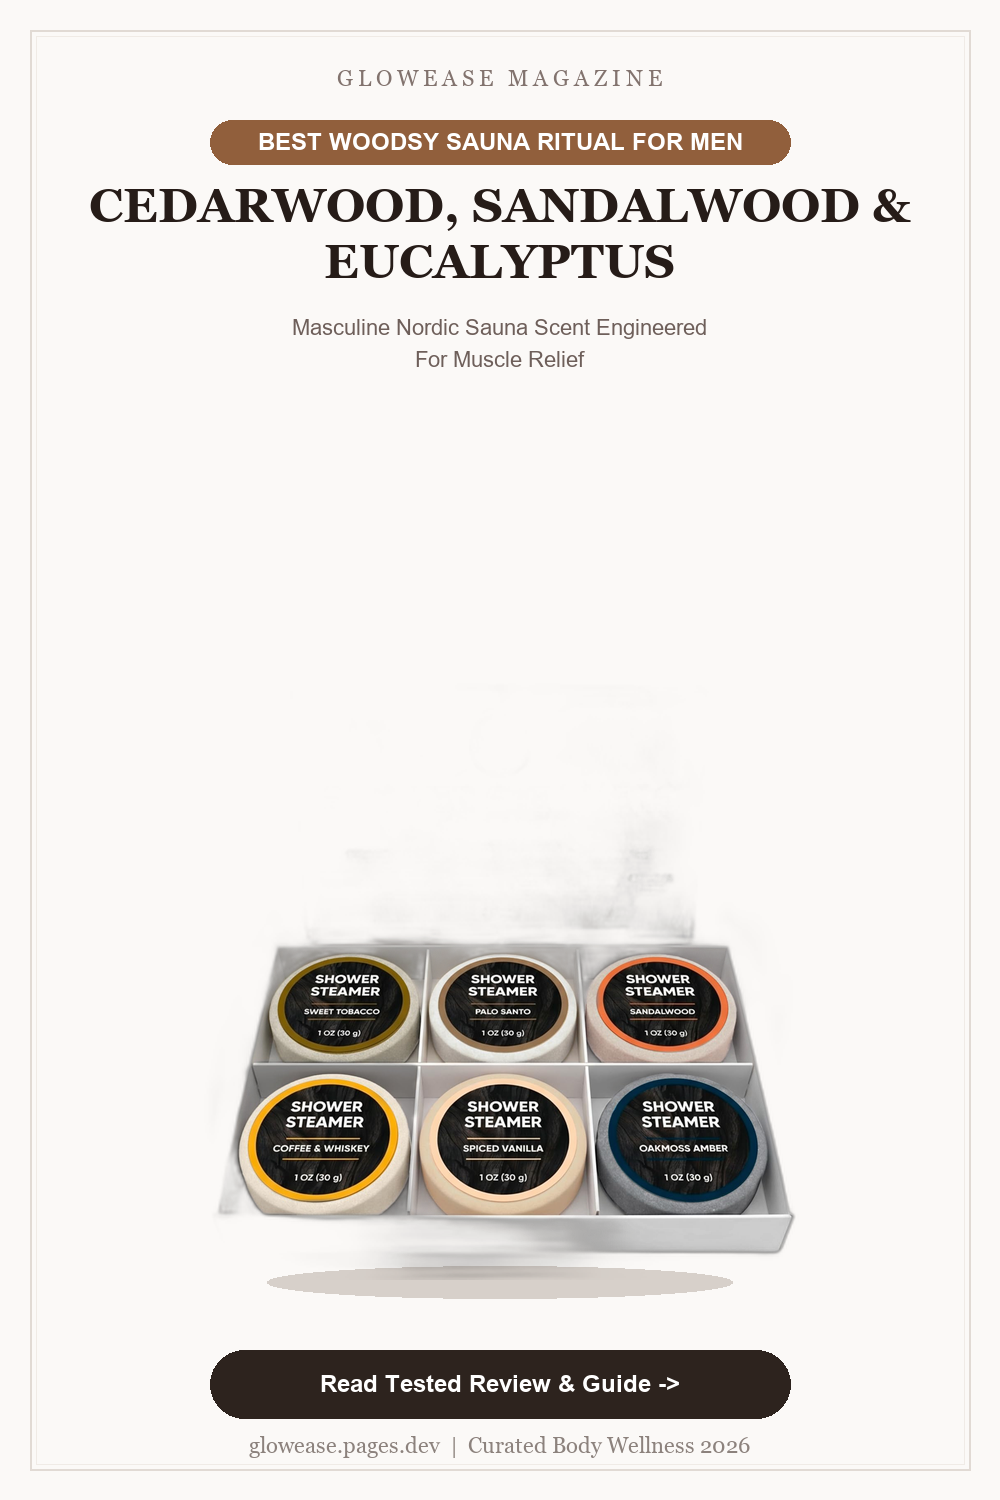 GLOWEASE MAGAZINE
BEST WOODSY SAUNA RITUAL FOR MEN
CEDARWOOD, SANDALWOOD &
EUCALYPTUS
Masculine Nordic Sauna Scent Engineered
For Muscle Relief
SHOWER
STEAMER
SWEET TOBACCO
1 OZ (30 g)
SHOWER
STEAMER
PALO SANTO
1 OZ (30 g)
SHOWER
STEAMER
SANDALWOOD
1 OZ (30 g)
SHOWER
STEAMER
COFFEE & WHISKEY
1 OZ (30 g)
SHOWER
STEAMER
SPICED VANILLA
1 OZ (30 g)
SHOWER
STEAMER
OAKMOSS AMBER
1 OZ (30 g)
Read Tested Review & Guide ->
glowease.pages.dev | Curated Body Wellness 2026